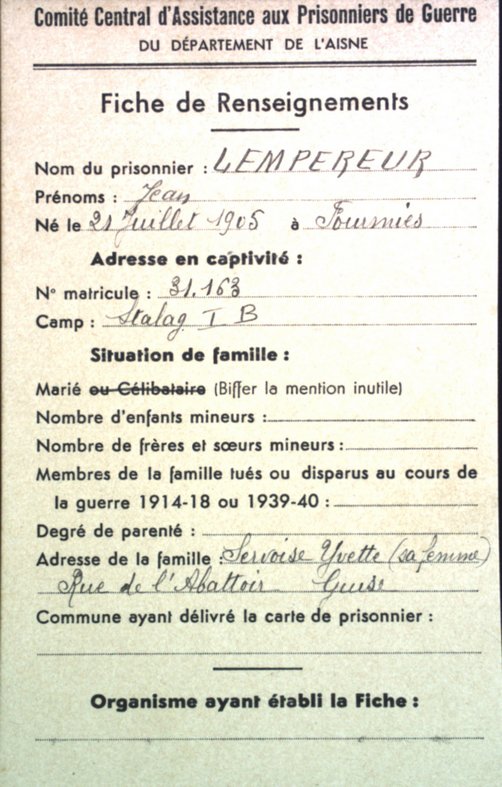 Comité Central d'Assistance aux Prisonniers de Guerre
DU DÉPARTEMENT DE L'AISNE
Fiche de Renseignements
Nom du prisonnier : LEMPEREUR
Prénoms : Jean
Né le 21 Juillet 1905 à Fourmies
Adresse en captivité :
N° matricule : 31.163
Camp : Stalag I B
Situation de famille :
Marié ou Célibataire (Biffer la mention inutile)
Nombre d'enfants mineurs :
Nombre de frères et sœurs mineurs :
Membres de la famille tués ou disparus au cours de
la guerre 1914-18 ou 1939-40 :
Degré de parenté :
Adresse de la famille : Servoise Yvette (sa femme)
Rue de l'Abattoir Guise
Commune ayant délivré la carte de prisonnier :
Organisme ayant établi la Fiche :